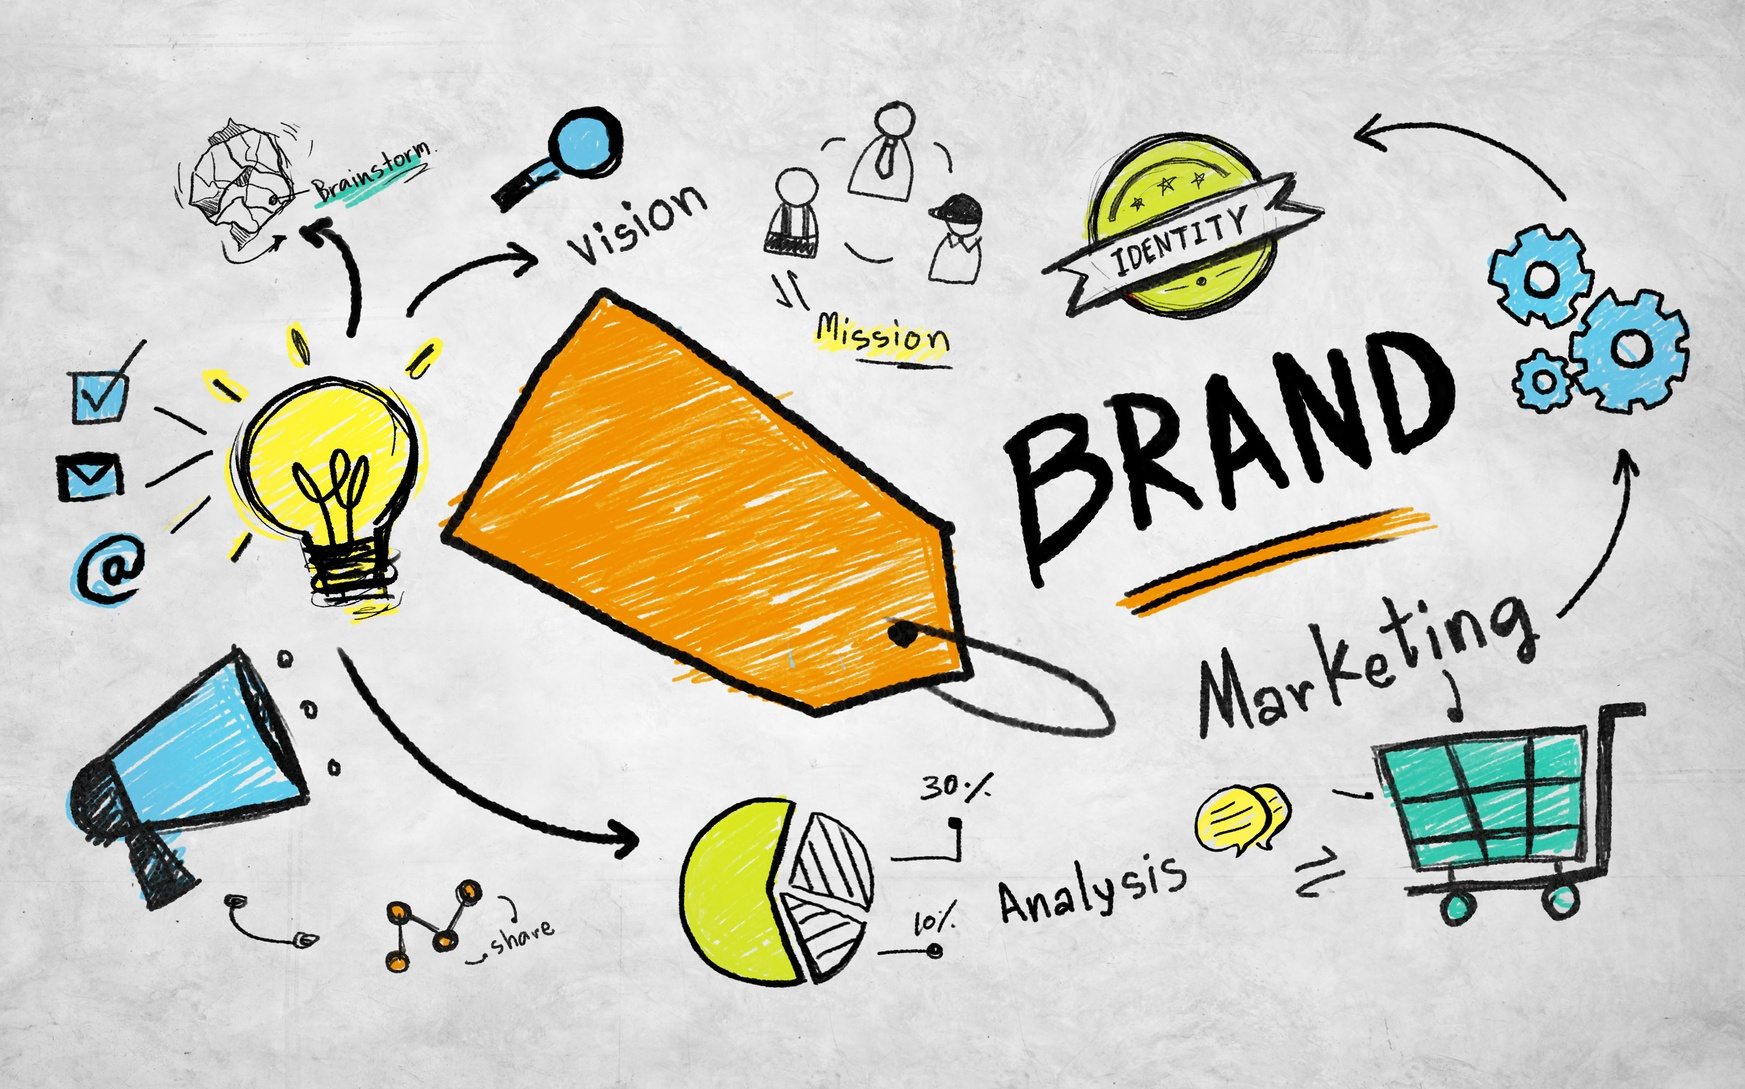 Brainstorm.
vision
Mission
IDENTITY
BRAND
Marketing
@
30%
10%
Analysis
share